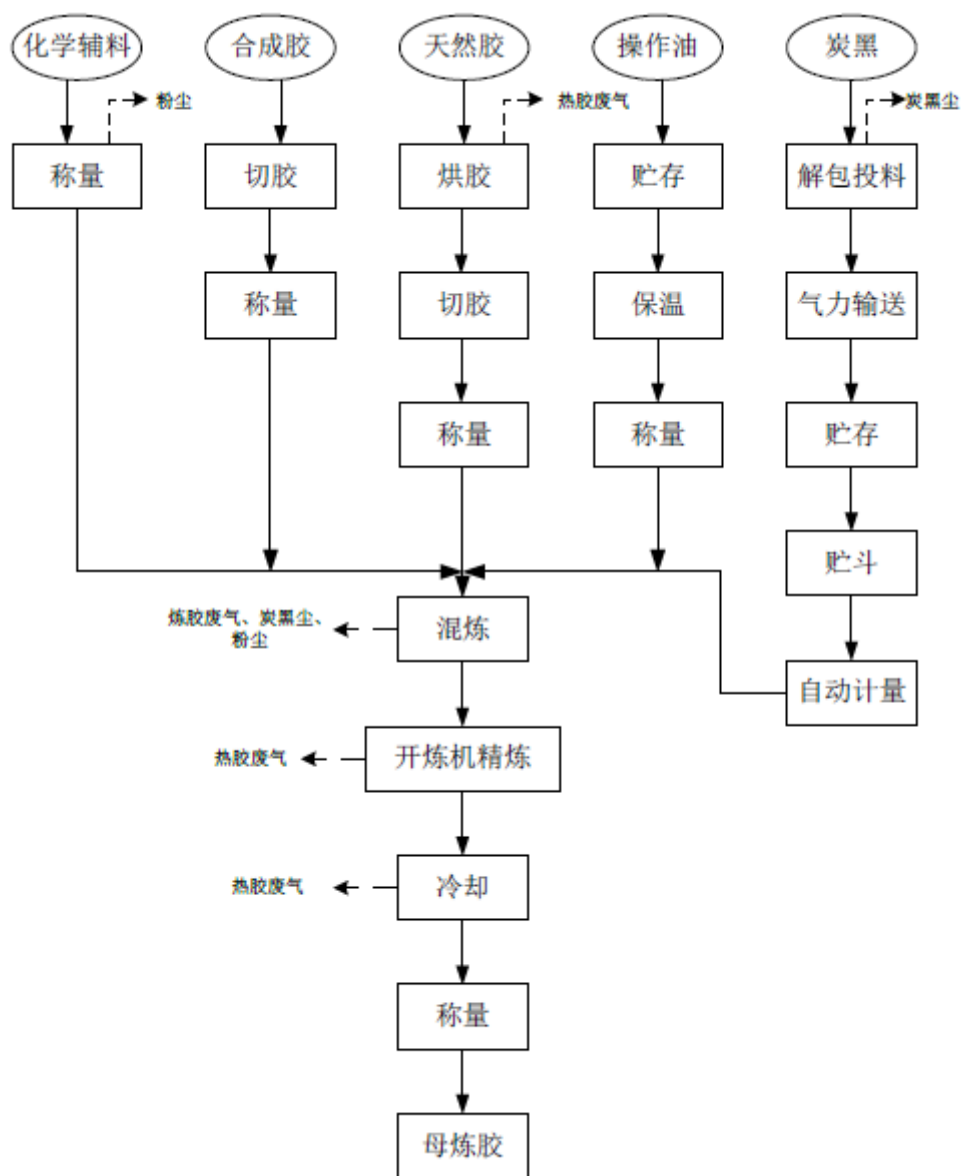 化学辅料
合成胶
天然胶
操作油
炭黑
粉尘
热胶废气
炭黑尘
称量
切胶
烘胶
贮存
解包投料
称量
切胶
保温
气力输送
称量
称量
贮存
贮斗
炼胶废气、炭黑尘、
粉尘
混炼
自动计量
热胶废气
开炼机精炼
热胶废气
冷却
称量
母炼胶